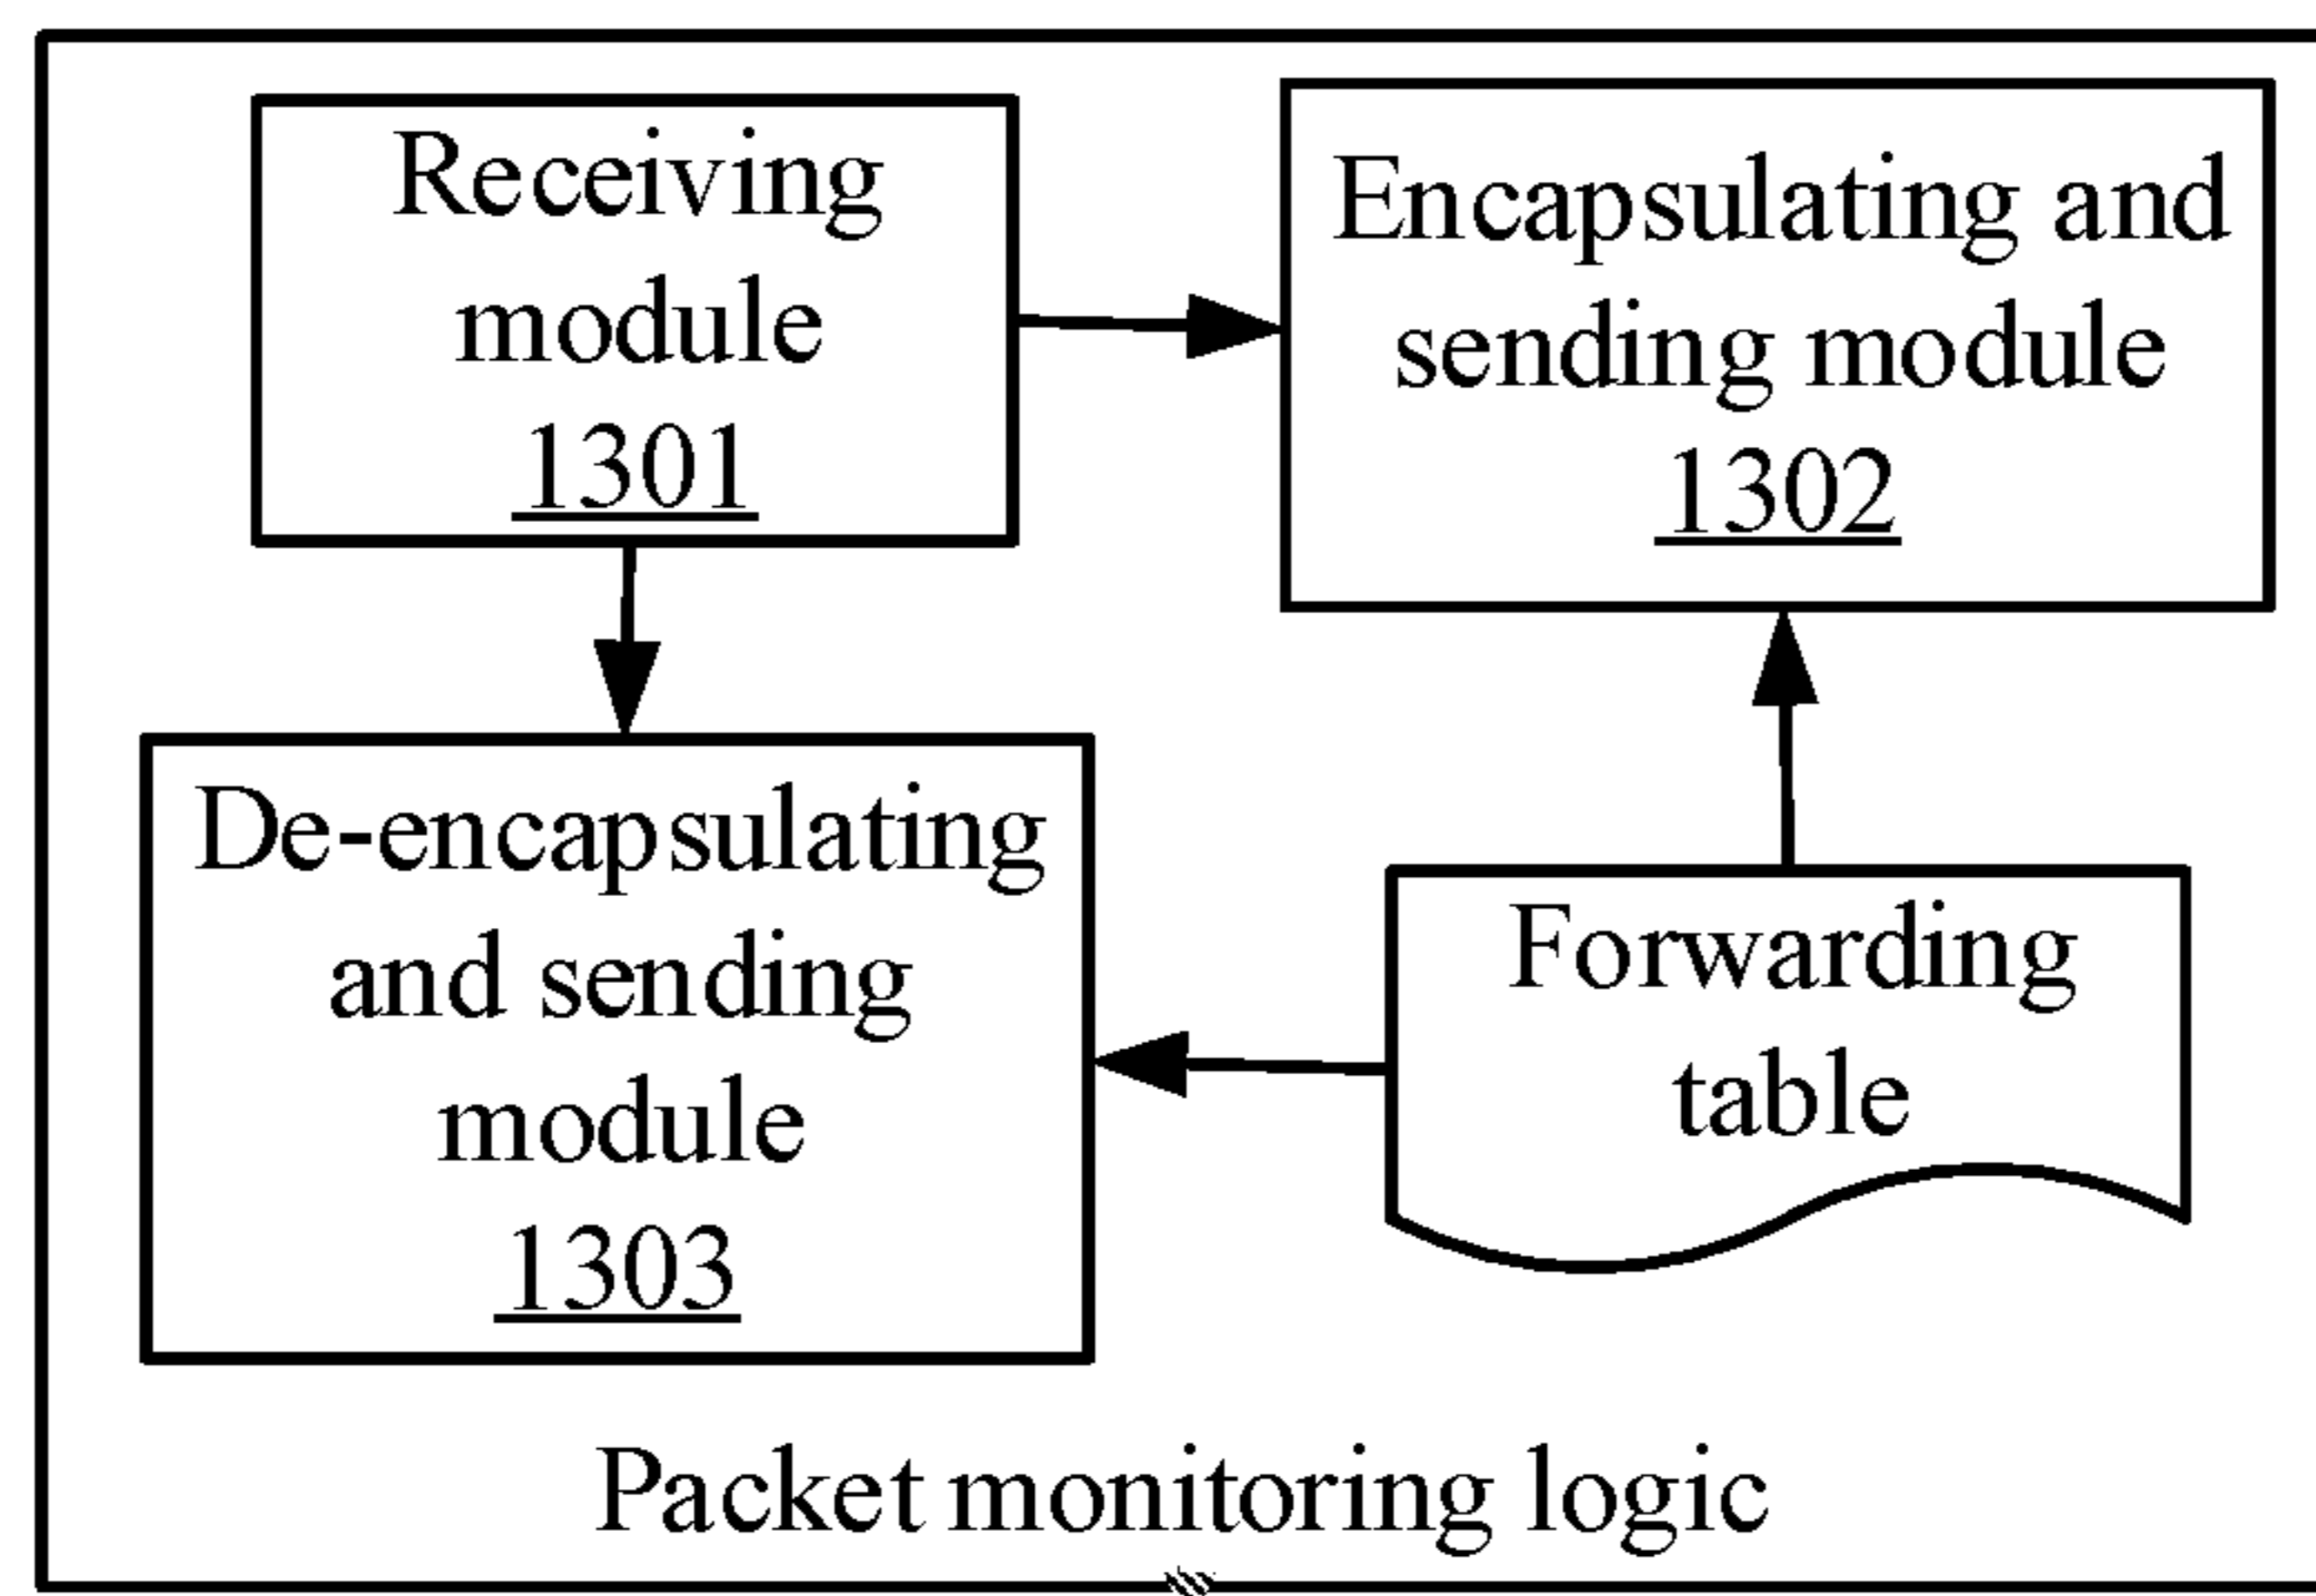 Receiving
module
1301
Encapsulating and
sending module
1302
De-encapsulating
and sending
module
1303
Forwarding
table
Packet monitoring logic